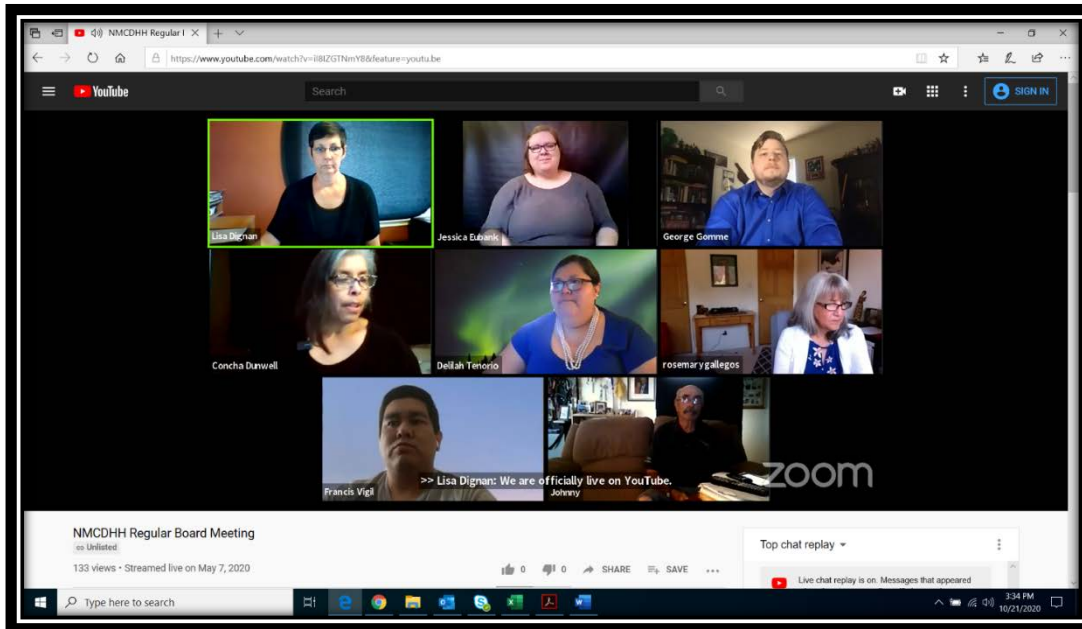 NMCDHH Regular I
https://www.youtube.com/watch?v=iI8IZGTNmY8&feature=youtu.be
YouTube
Search
SIGN IN
Lisa Dignan
Jessica Eubank
George Gomme
Concha Dunwell
Delilah Tenorio
rosemarygallegos
>> Lisa Dignan: We are officially live on YouTube.
Francis Vigil
Johnny
zoom
NMCDHH Regular Board Meeting
Unlisted
133 views • Streamed live on May 7, 2020
0 0 SHARE SAVE
Top chat replay
Live chat replay is on. Messages that appeared
Type here to search
3:34 PM
10/21/2020